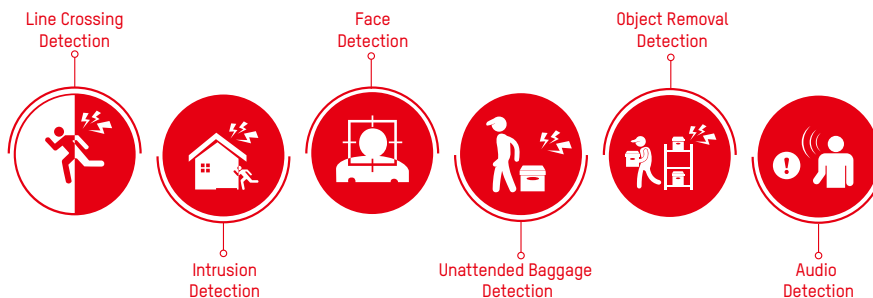 Line Crossing
Detection
Face
Detection
Object Removal
Detection
Intrusion
Detection
Unattended Baggage
Detection
Audio
Detection